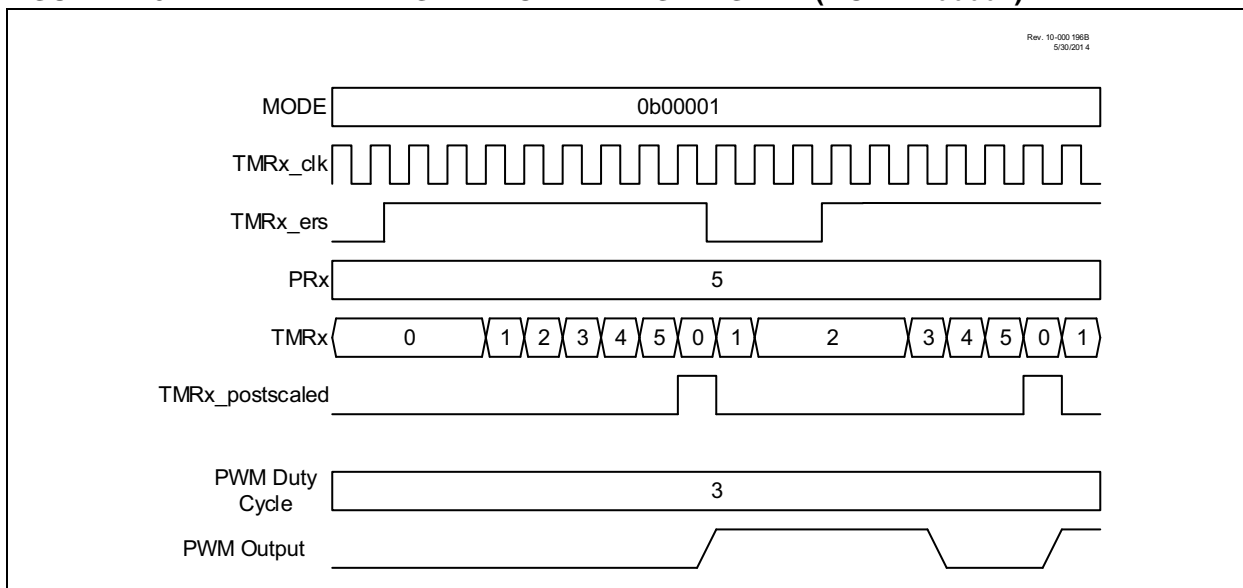 Rev. 10-000 196B
5/30/201 4
MODE 0b00001
TMRx_clk
TMRx_ers
PRx 5
TMRx 0 1 2 3 4 5 0 1 2 3 4 5 0 1
TMRx_postscaled
PWM Duty
Cycle 3
PWM Output